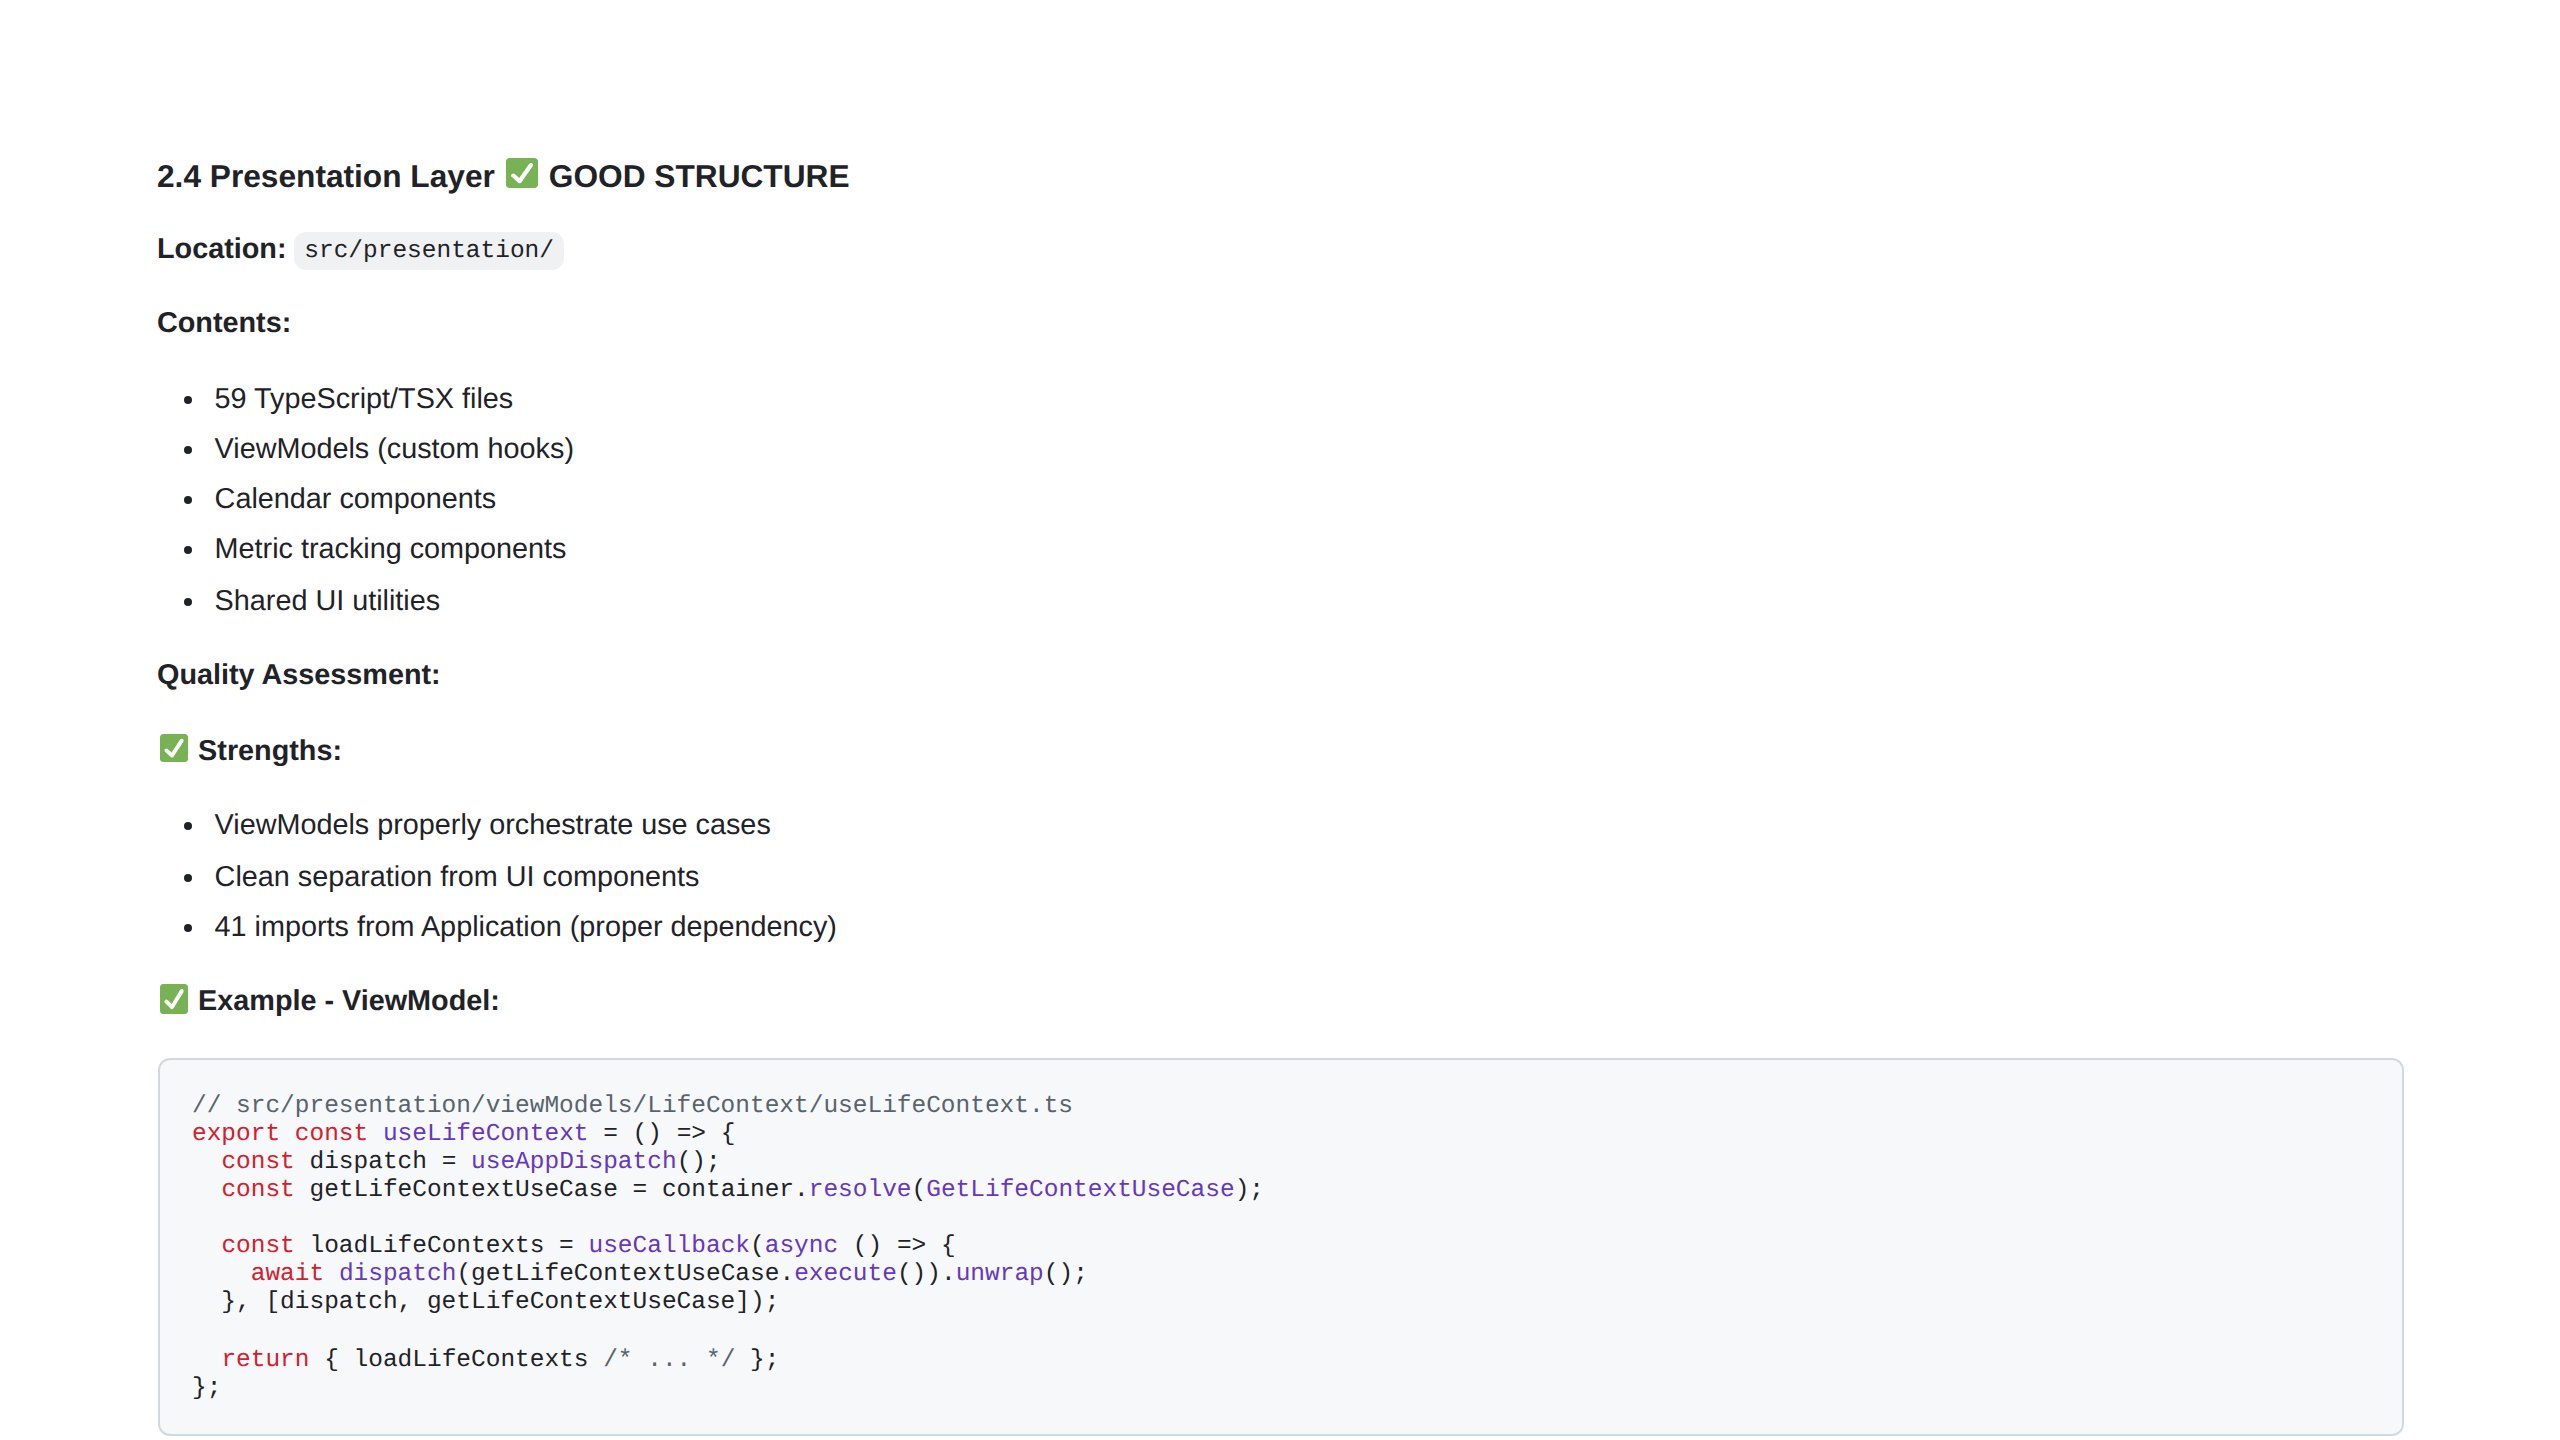 2.4 Presentation Layer ✅ GOOD STRUCTURE
Location: src/presentation/
Contents:
• 59 TypeScript/TSX files
• ViewModels (custom hooks)
• Calendar components
• Metric tracking components
• Shared UI utilities
Quality Assessment:
✅ Strengths:
• ViewModels properly orchestrate use cases
• Clean separation from UI components
• 41 imports from Application (proper dependency)
✅ Example - ViewModel:
// src/presentation/viewModels/LifeContext/useLifeContext.ts
export const useLifeContext = () => {
  const dispatch = useAppDispatch();
  const getLifeContextUseCase = container.resolve(GetLifeContextUseCase);

  const loadLifeContexts = useCallback(async () => {
    await dispatch(getLifeContextUseCase.execute()).unwrap();
  }, [dispatch, getLifeContextUseCase]);

  return { loadLifeContexts /* ... */ };
};